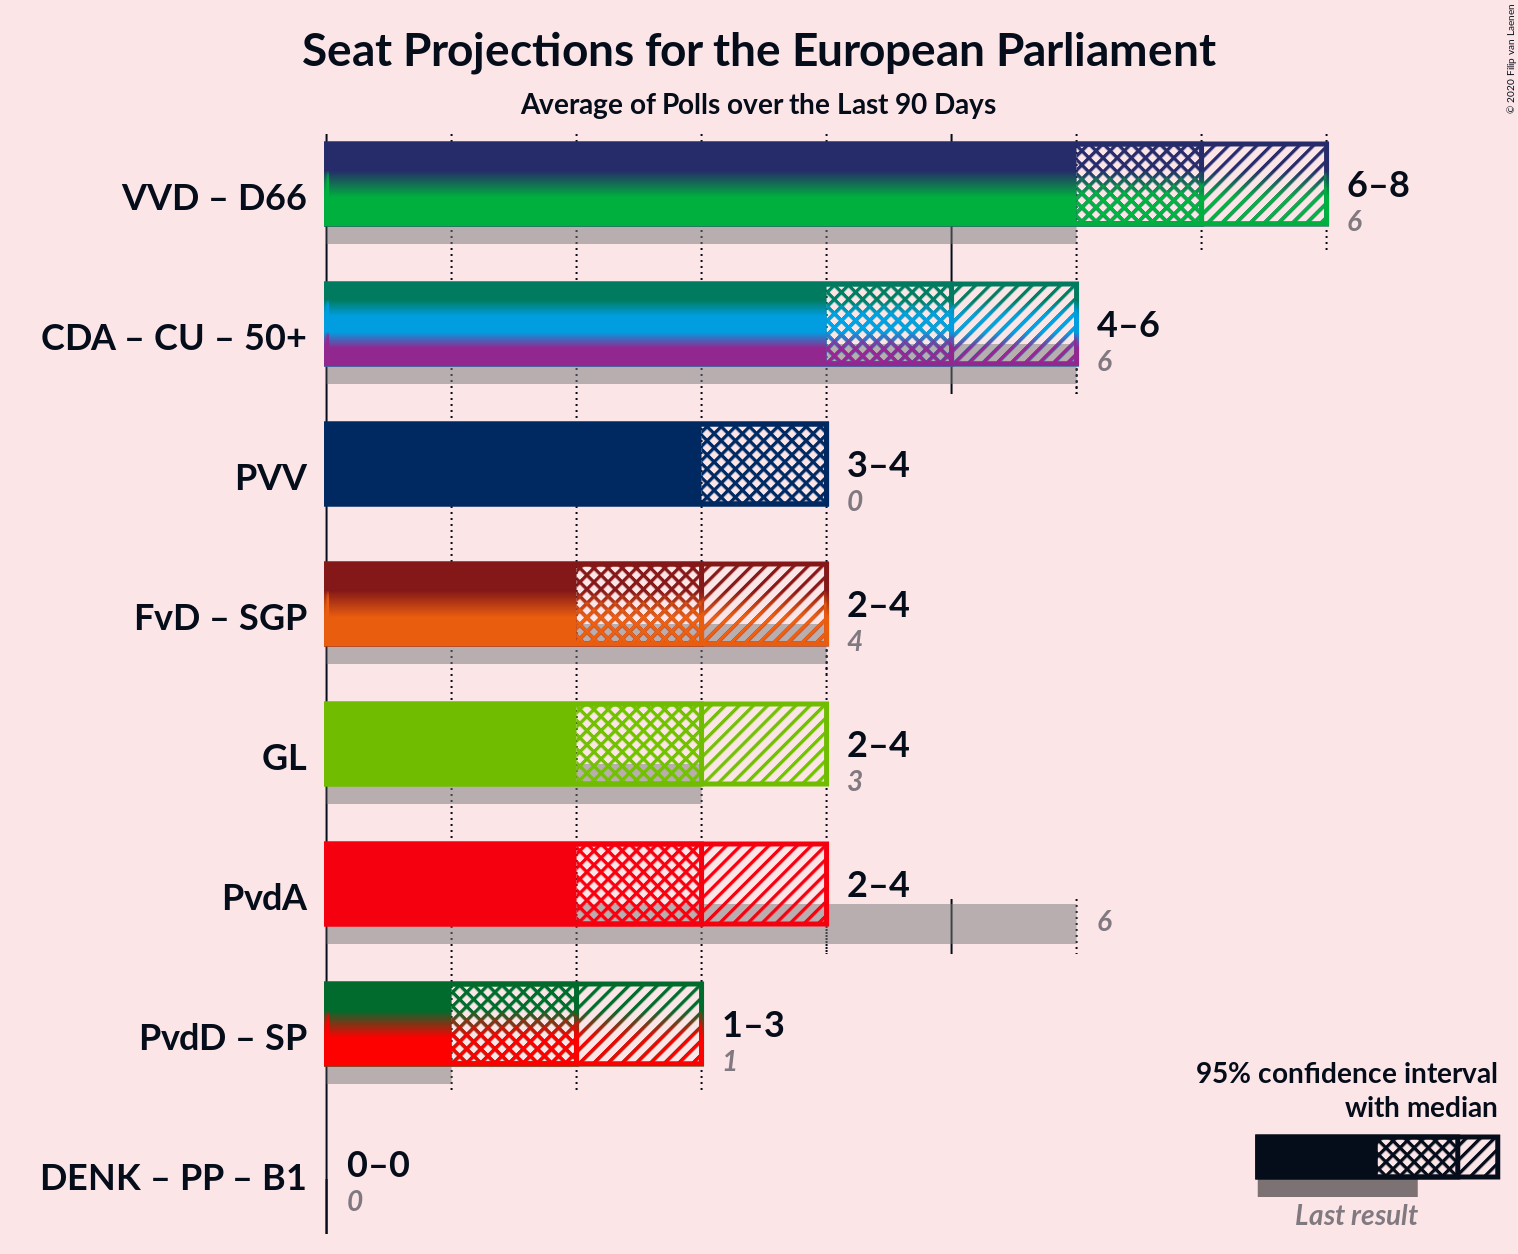 Seat Projections for the European Parliament
Average of Polls over the Last 90 Days
© 2020 Filip van Laenen
VVD – D66
6–8
6
CDA – CU – 50+
4–6
6
PVV
3–4
0
FvD – SGP
2–4
4
GL
2–4
3
PvdA
2–4
6
PvdD – SP
1–3
1
DENK – PP – B1
0–0
0
95% confidence interval
with median
Last result